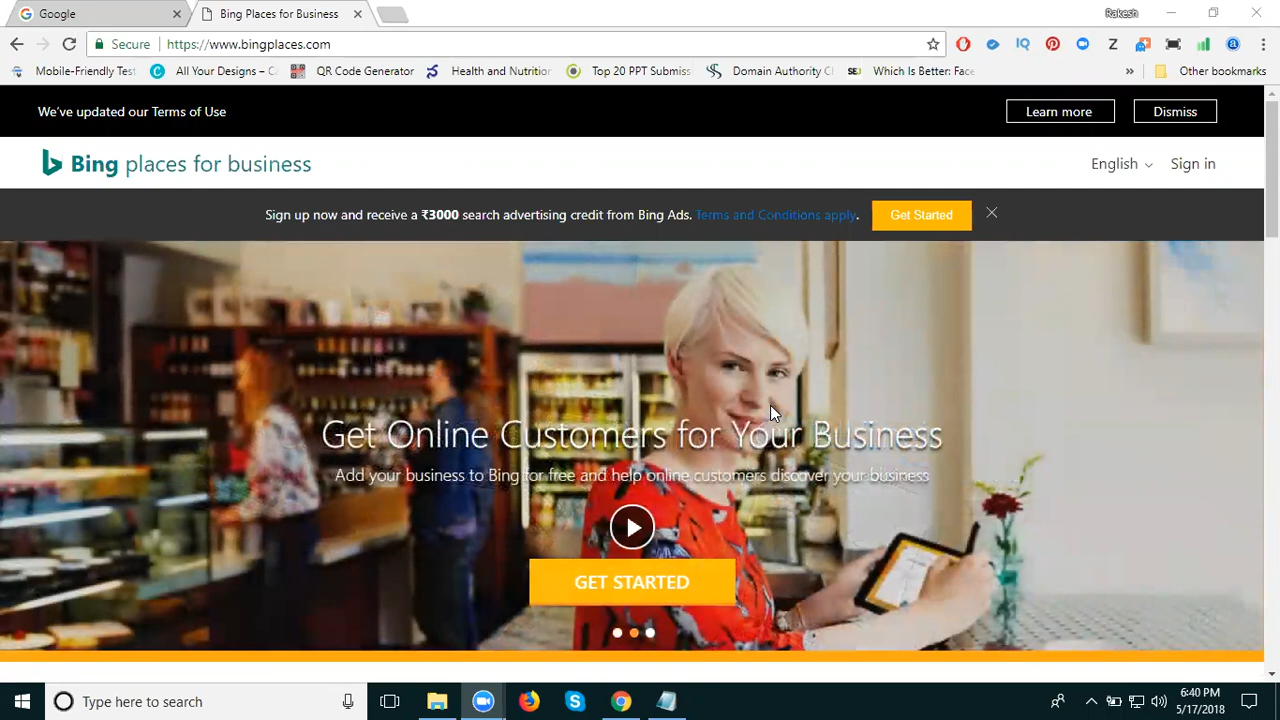 Google
Bing Places for Business
Rakesh
Secure
https://www.bingplaces.com
Mobile-Friendly Test
All Your Designs – C
QR Code Generator
Health and Nutrition
Top 20 PPT Submiss
Domain Authority Cl
Which Is Better: Face
»
Other bookmarks
We've updated our Terms of Use
Learn more
Dismiss
Bing places for business
English
Sign in
Sign up now and receive a ₹3000 search advertising credit from Bing Ads. Terms and Conditions apply.
Get Started
Get Online Customers for Your Business
Add your business to Bing for free and help online customers discover your business
GET STARTED
Type here to search
6:40 PM
5/17/2018